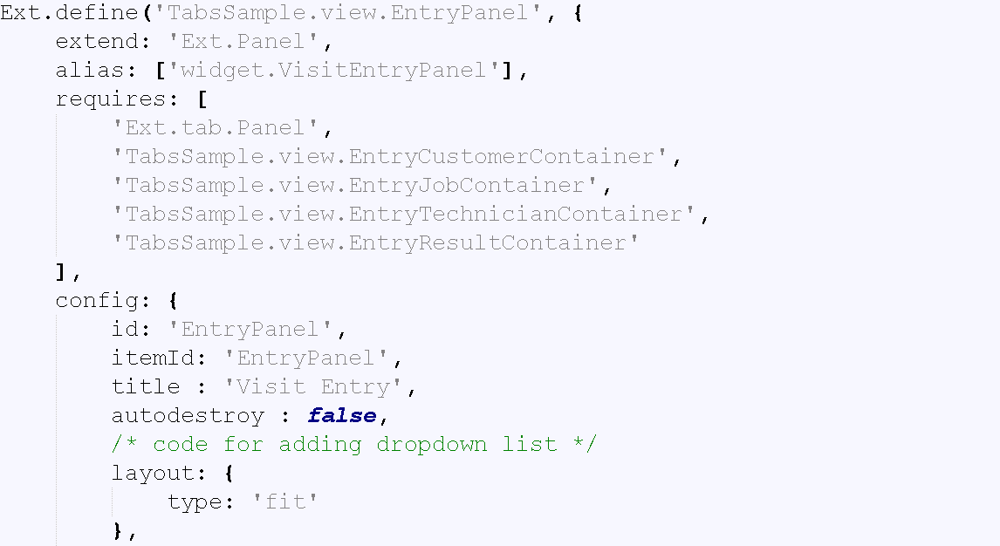 Ext.define('TabsSample.view.EntryPanel', {
    extend: 'Ext.Panel',
    alias: ['widget.VisitEntryPanel'],
    requires: [
        'Ext.tab.Panel',
        'TabsSample.view.EntryCustomerContainer',
        'TabsSample.view.EntryJobContainer',
        'TabsSample.view.EntryTechnicianContainer',
        'TabsSample.view.EntryResultContainer'
    ],
    config: {
        id: 'EntryPanel',
        itemId: 'EntryPanel',
        title : 'Visit Entry',
        autodestroy : false,
        /* code for adding dropdown list */
        layout: {
            type: 'fit'
        },